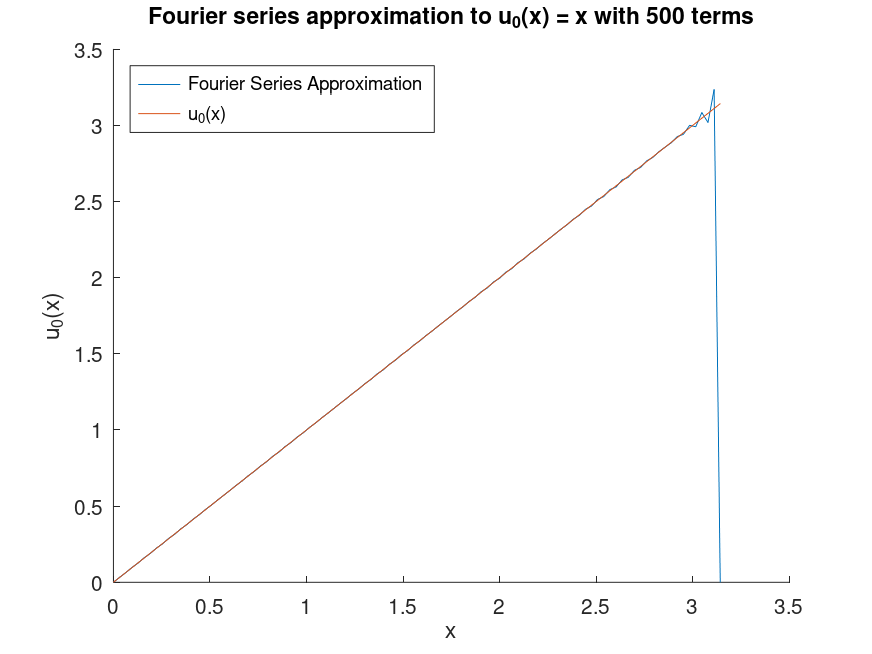 Fourier series approximation to u₀(x) = x with 500 terms
3.5
Fourier Series Approximation
u₀(x)
3
2.5
2
u₀(x)
1.5
1
0.5
0
0 0.5 1 1.5 2 2.5 3 3.5
x